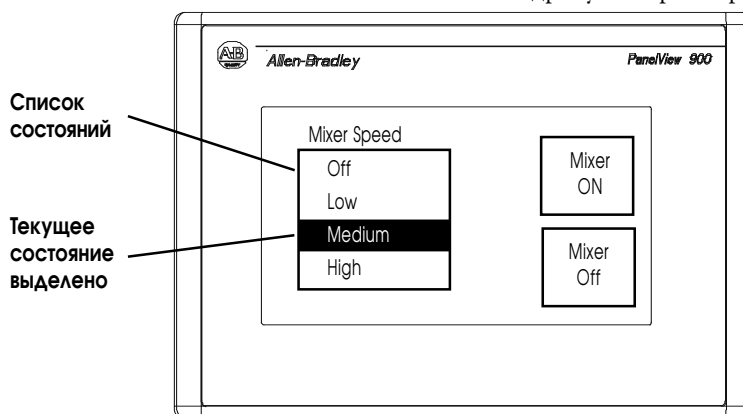 AB
Allen-Bradley
PanelView 900
Список
состояний
Mixer Speed
Off
Low
Medium
High
Mixer
ON
Текущее
состояние
выделено
Mixer
Off